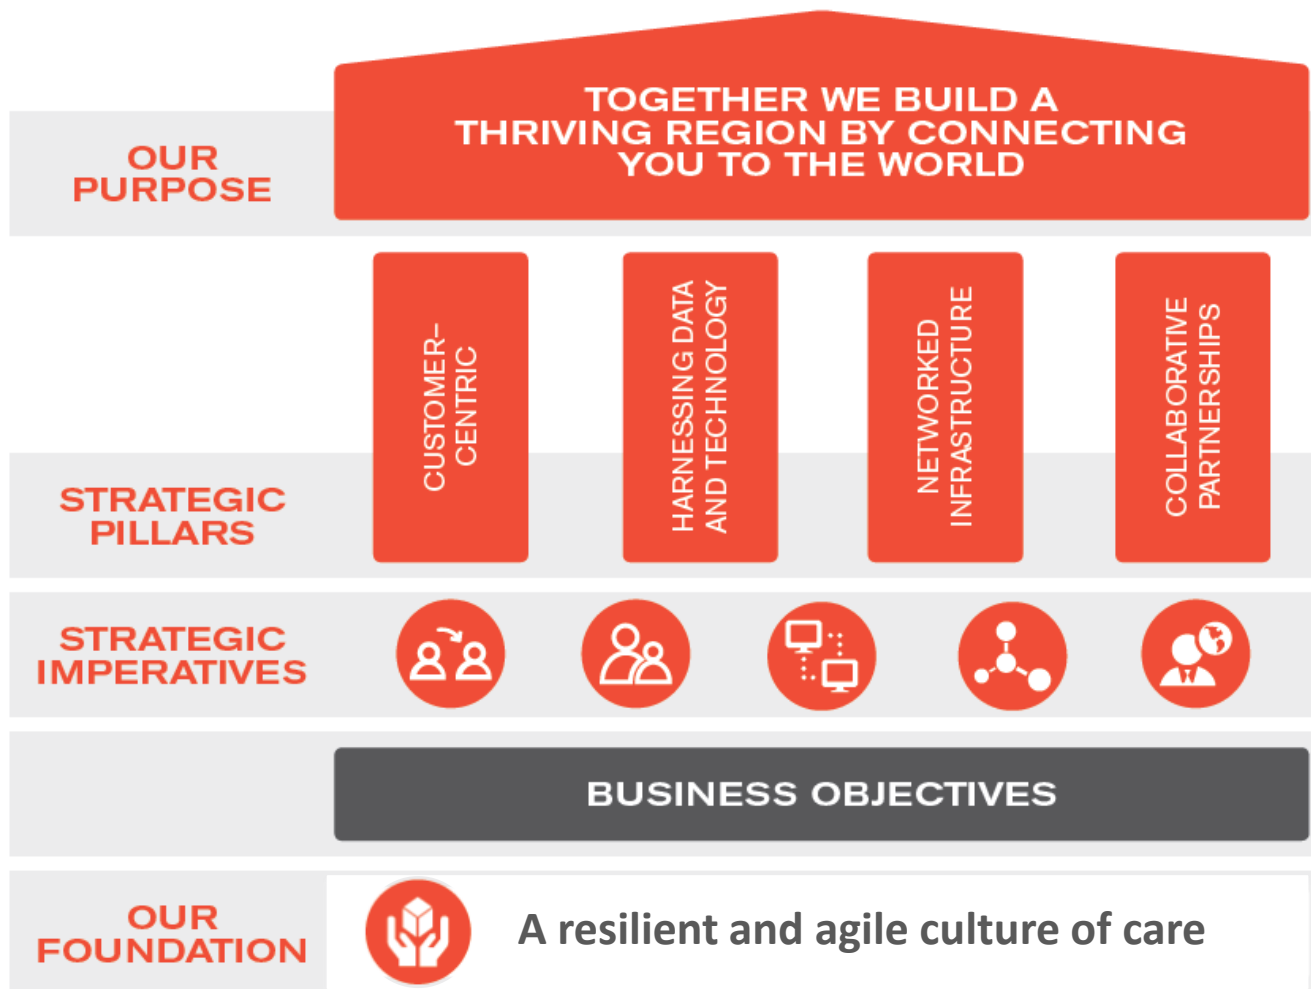 TOGETHER WE BUILD A
THRIVING REGION BY CONNECTING
YOU TO THE WORLD
OUR
PURPOSE
CUSTOMER–
CENTRIC
HARNESSING DATA
AND TECHNOLOGY
NETWORKED
INFRASTRUCTURE
COLLABORATIVE
PARTNERSHIPS
STRATEGIC
PILLARS
STRATEGIC
IMPERATIVES
BUSINESS OBJECTIVES
OUR
FOUNDATION
A resilient and agile culture of care